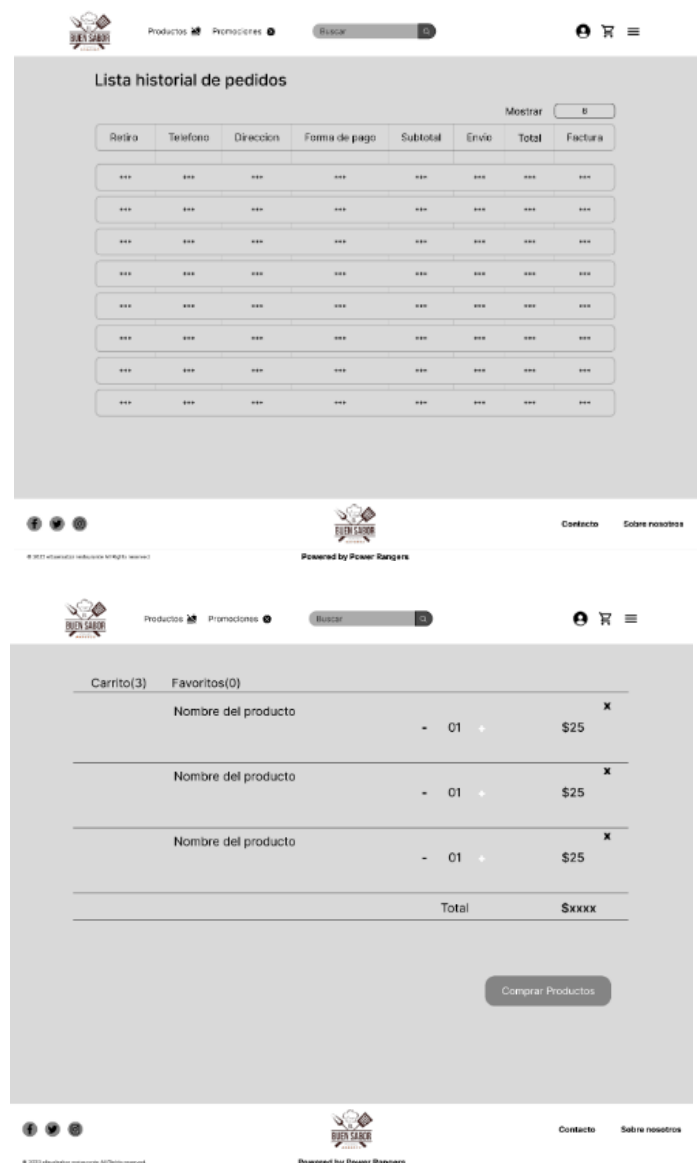 BUEN SABOR
Productos Promociones Buscar
Lista historial de pedidos
Mostrar 8
Retiro Telefono Direccion Forma de pago Subtotal Envio Total Factura
*** *** *** *** *** *** *** ***
*** *** *** *** *** *** *** ***
*** *** *** *** *** *** *** ***
*** *** *** *** *** *** *** ***
*** *** *** *** *** *** *** ***
*** *** *** *** *** *** *** ***
*** *** *** *** *** *** *** ***
*** *** *** *** *** *** *** ***
BUEN SABOR
Contacto Sobre nosotros
Powered by Power Rangers
BUEN SABOR
Productos Promociones Buscar
Carrito(3) Favoritos(0)
Nombre del producto x
- 01 + $25
Nombre del producto x
- 01 + $25
Nombre del producto x
- 01 + $25
Total $xxxx
Comprar Productos
BUEN SABOR
Contacto Sobre nosotros
Powered by Power Rangers